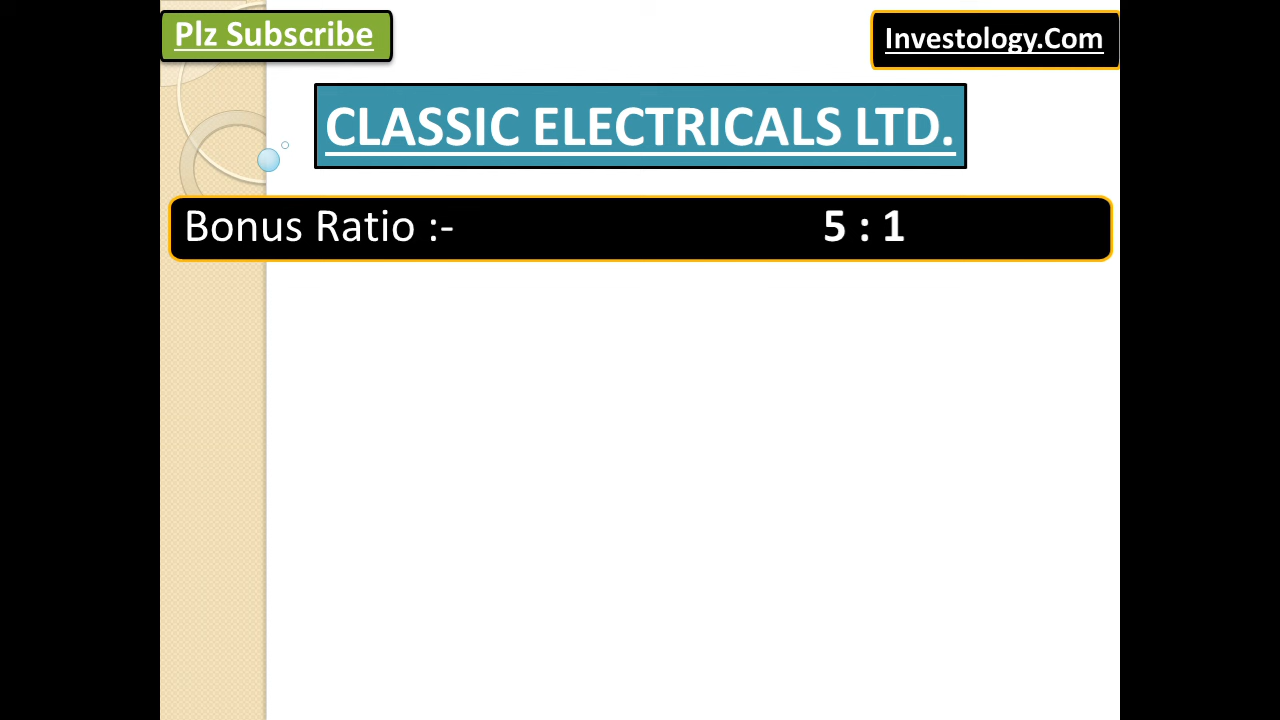 Plz Subscribe
Investology.Com
CLASSIC ELECTRICALS LTD.
Bonus Ratio :- 5 : 1